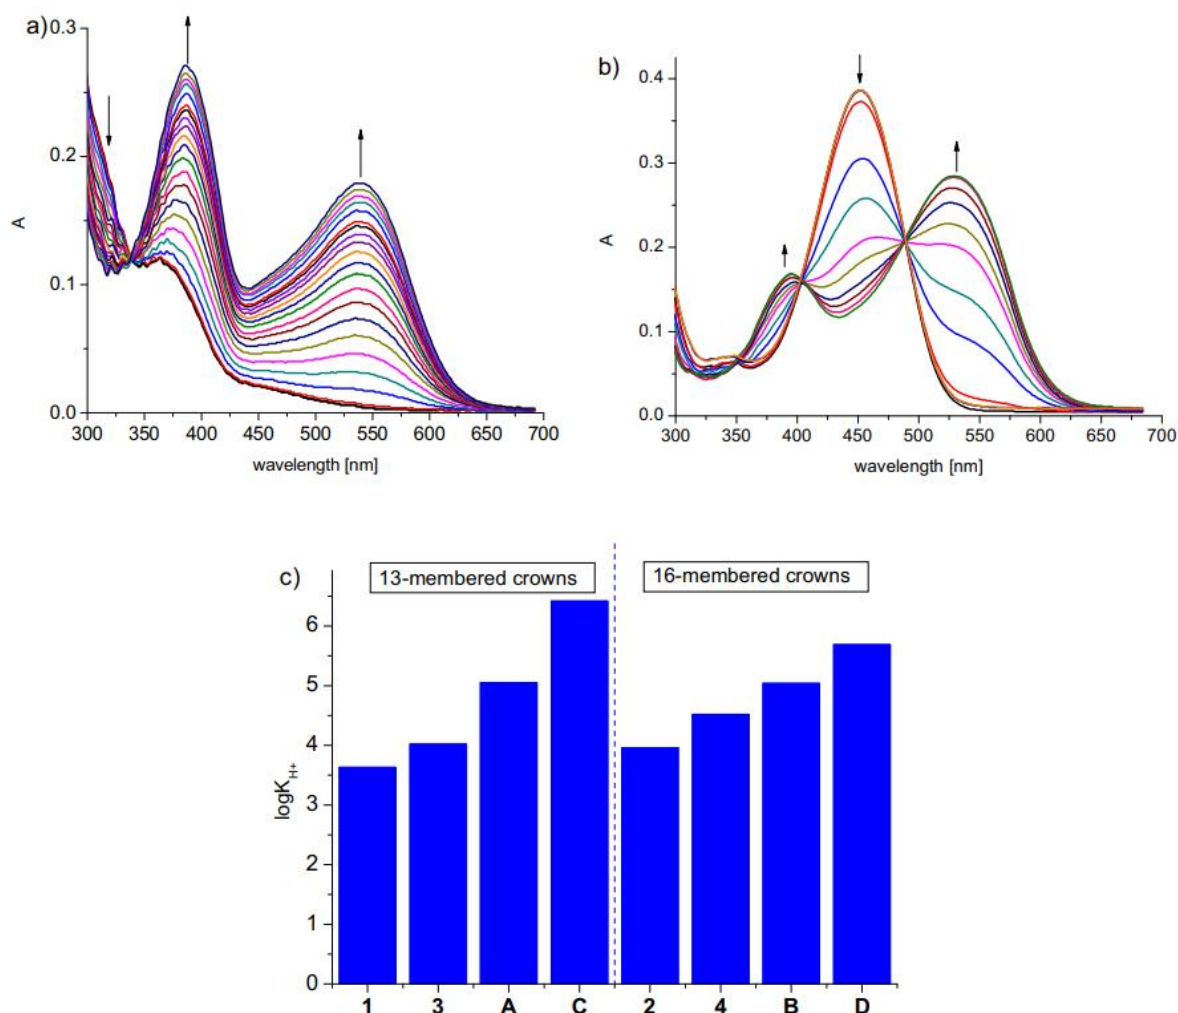 a)
0.3
0.2
0.1
0.0
A
300 350 400 450 500 550 600 650 700
wavelength [nm]
b)
0.4
0.3
0.2
0.1
0.0
A
300 350 400 450 500 550 600 650 700
wavelength [nm]
c)
13-membered crowns
16-membered crowns
6
5
4
3
2
1
0
logK_H+
1 3 A C 2 4 B D